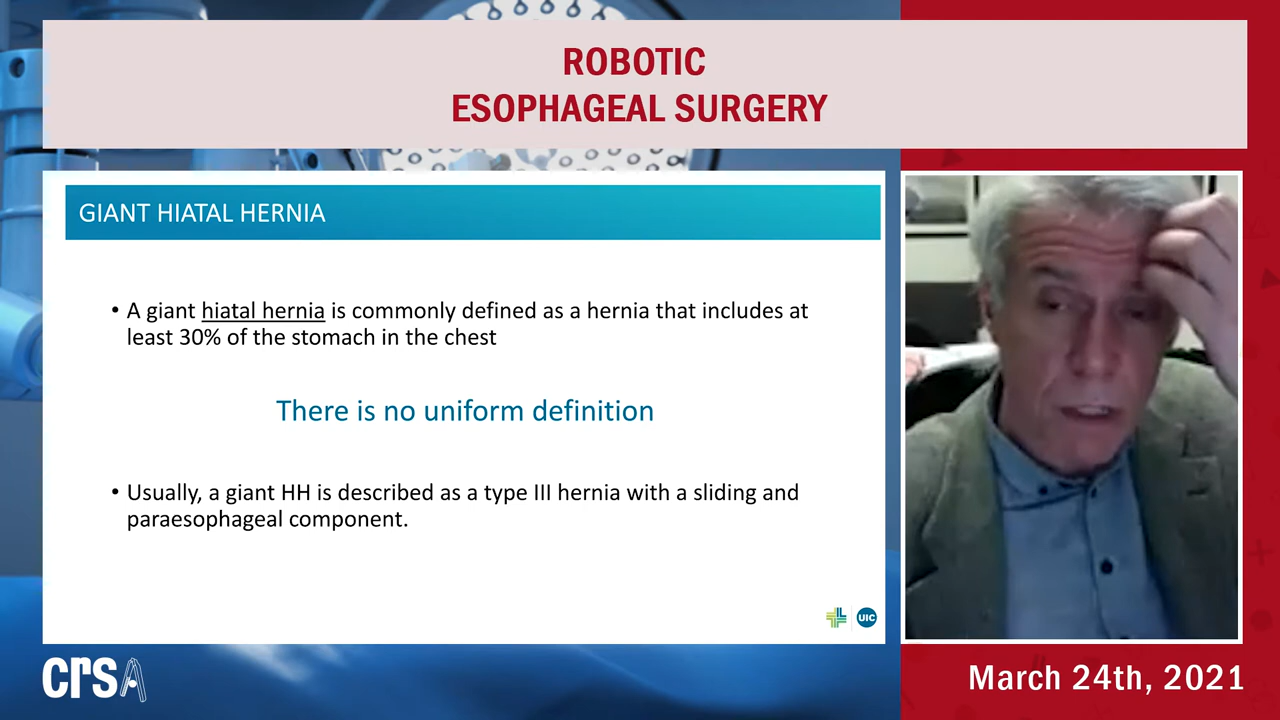 ROBOTIC
ESOPHAGEAL SURGERY
GIANT HIATAL HERNIA
• A giant hiatal hernia is commonly defined as a hernia that includes at
least 30% of the stomach in the chest
There is no uniform definition
• Usually, a giant HH is described as a type III hernia with a sliding and
paraesophageal component.
UIC
crsa
March 24th, 2021